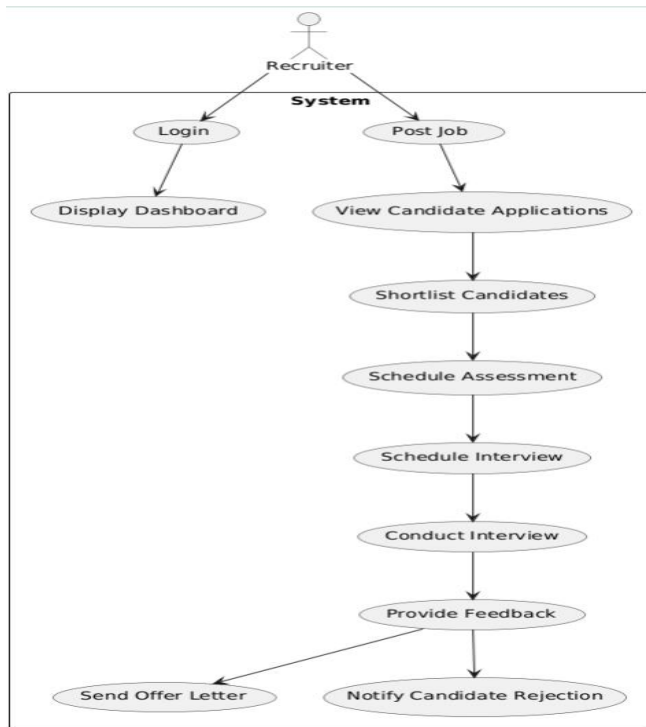 Recruiter
System
Login
Post Job
Display Dashboard
View Candidate Applications
Shortlist Candidates
Schedule Assessment
Schedule Interview
Conduct Interview
Provide Feedback
Send Offer Letter
Notify Candidate Rejection